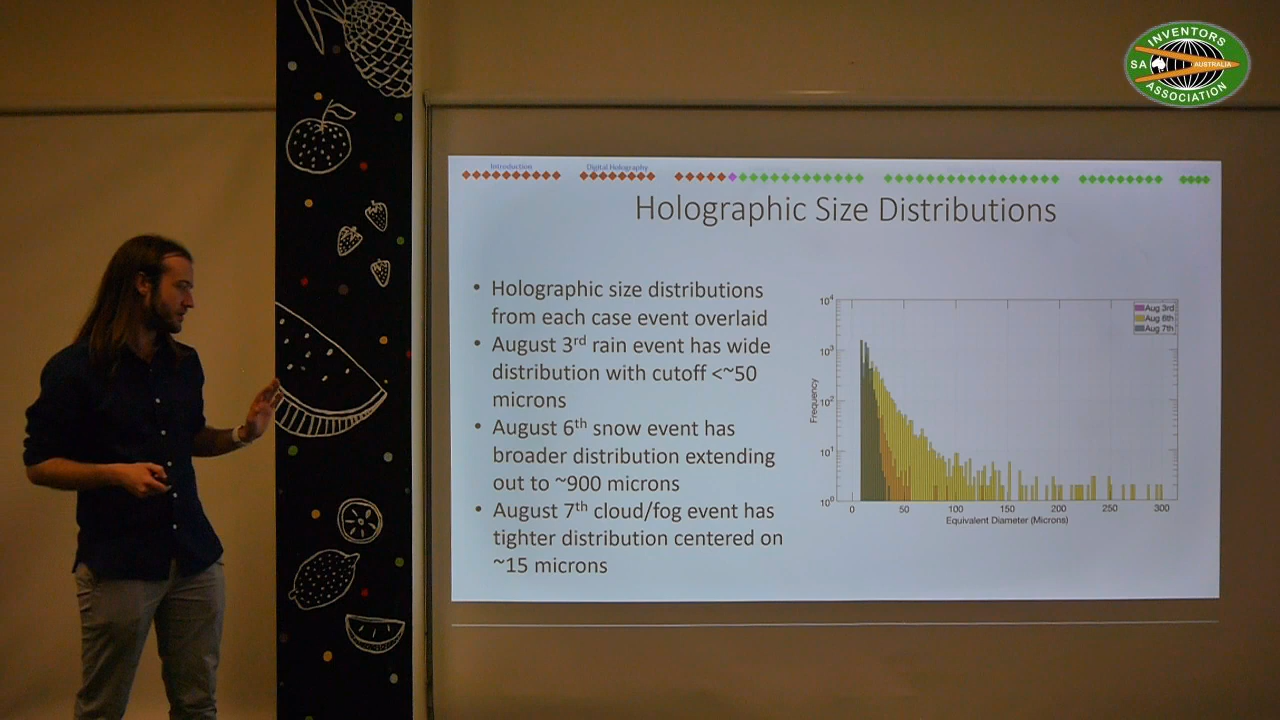 INVENTORS
SA AUSTRALIA
ASSOCIATION
Introduction
Digital Holography
Holographic Size Distributions
• Holographic size distributions
from each case event overlaid
• August 3rd rain event has wide
distribution with cutoff <~50
microns
• August 6th snow event has
broader distribution extending
out to ~900 microns
• August 7th cloud/fog event has
tighter distribution centered on
~15 microns
Aug 3rd
Aug 6th
Aug 7th
10⁴
10³
10²
10¹
10⁰
Frequency
0 50 100 150 200 250 300
Equivalent Diameter (Microns)